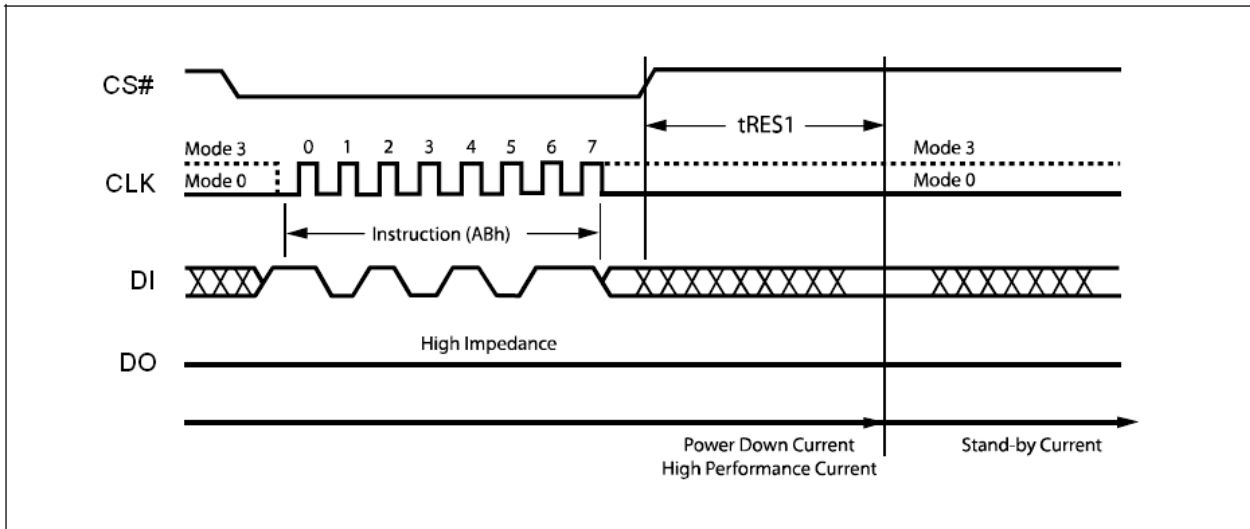 CS#
tRES1
Mode 3
0 1 2 3 4 5 6 7
Mode 3
CLK
Mode 0
Mode 0
Instruction (ABh)
DI
High Impedance
DO
Power Down Current
High Performance Current
Stand-by Current